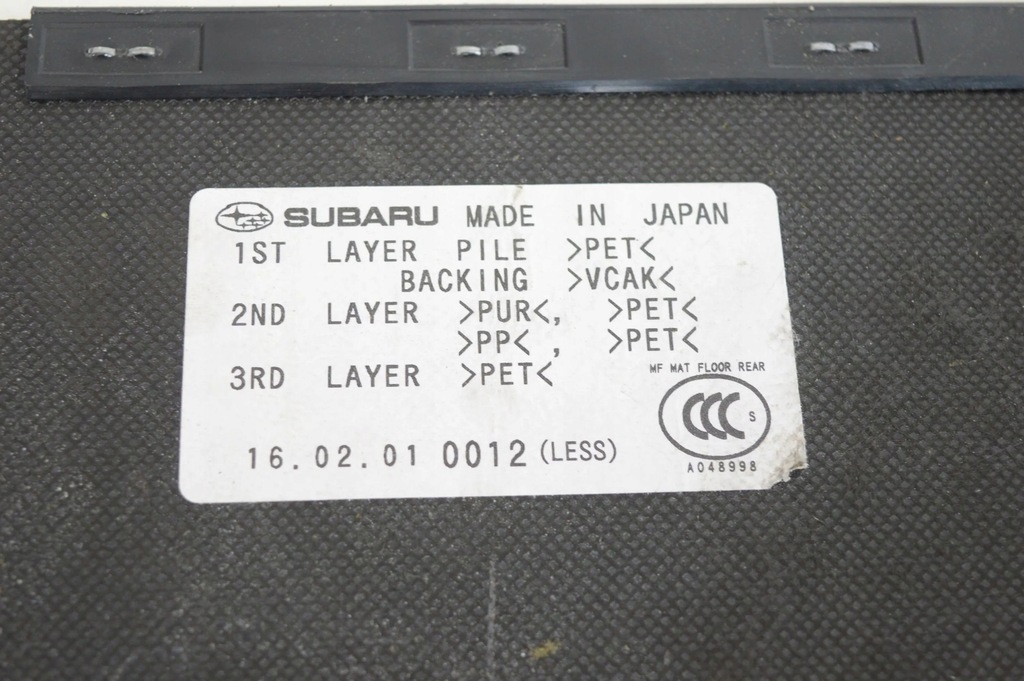 SUBARU MADE IN JAPAN
1ST LAYER PILE >PET<
BACKING >VCAK<
2ND LAYER >PUR<, >PET<
>PP<, >PET<
3RD LAYER >PET<
MF MAT FLOOR REAR
CCC S
A048998
16.02.01 0012 (LESS)